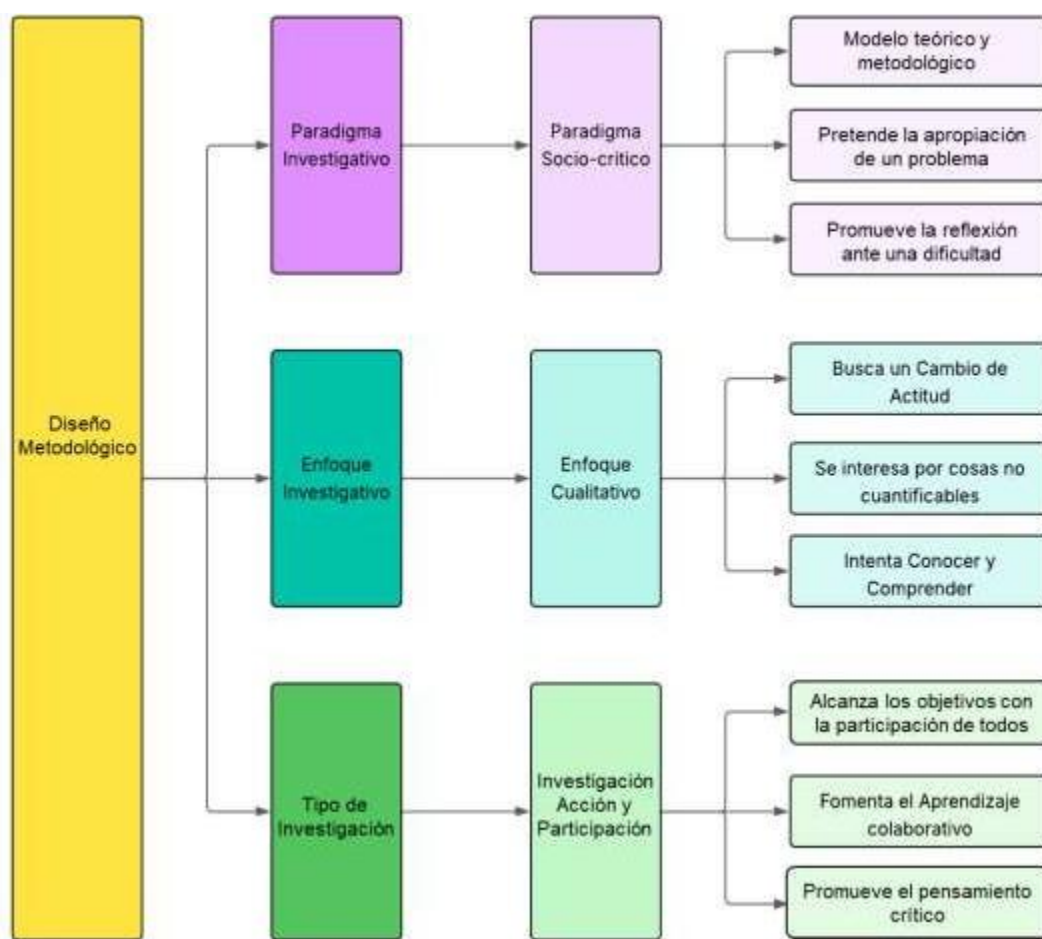 Diseño
Metodológico
Paradigma
Investigativo
Paradigma
Socio-critico
Modelo teórico y
metodológico
Pretende la apropiación
de un problema
Promueve la reflexión
ante una dificultad
Enfoque
Investigativo
Enfoque
Cualitativo
Busca un Cambio de
Actitud
Se interesa por cosas no
cuantificables
Intenta Conocer y
Comprender
Tipo de
Investigación
Investigación
Acción y
Participación
Alcanza los objetivos con
la participación de todos
Fomenta el Aprendizaje
colaborativo
Promueve el pensamiento
crítico